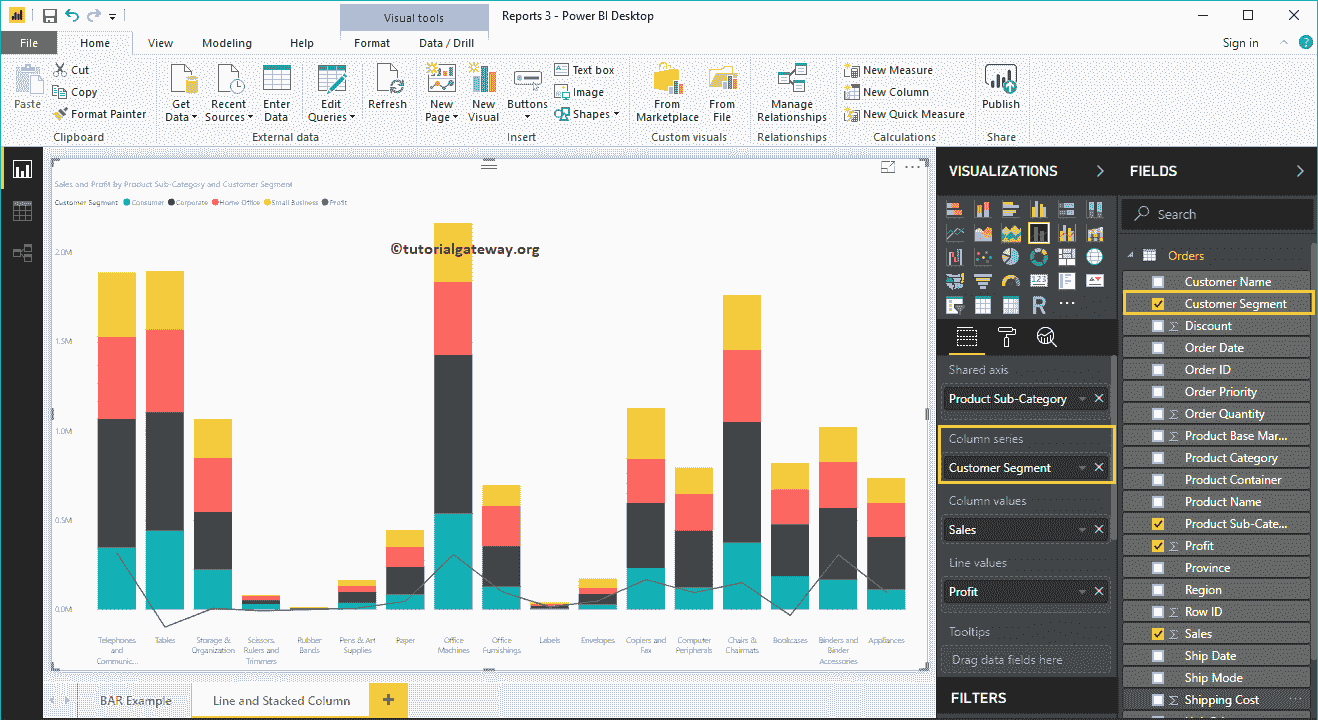 Visual tools
Reports 3 - Power BI Desktop
File Home View Modeling Help Format Data / Drill Sign in
Paste
Cut
Copy
Format Painter
Get Data
Recent Sources
Enter Data
Edit Queries
Refresh
New Page
New Visual
Buttons
Text box
Image
Shapes
From Marketplace
From File
Manage Relationships
New Measure
New Column
New Quick Measure
Publish
Clipboard
External data
Insert
Custom visuals
Relationships
Calculations
Share
Sales and Profit by Product Sub-Category and Customer Segment
Customer Segment Consumer Corporate Home Office Small Business Profit
©tutorialgateway.org
2.0M
1.5M
1.0M
0.5M
0.0M
Telephones and Communic...
Tables
Storage & Organization
Scissors, Rulers and Trimmers
Rubber Bands
Pens & Art Supplies
Paper
Office Machines
Office Furnishings
Labels
Envelopes
Copiers and Fax
Computer Peripherals
Chairs & Chairmats
Bookcases
Binders and Binder Accessories
Appliances
BAR Example
Line and Stacked Column
+
VISUALIZATIONS
123
R
Shared axis
Product Sub-Category
Column series
Customer Segment
Column values
Sales
Line values
Profit
Tooltips
Drag data fields here
FILTERS
FIELDS
Search
Orders
Customer Name
Customer Segment
Σ Discount
Order Date
Order ID
Order Priority
Σ Order Quantity
Σ Product Base Mar...
Product Category
Product Container
Product Name
Product Sub-Cate...
Σ Profit
Province
Region
Σ Row ID
Σ Sales
Ship Date
Ship Mode
Σ Shipping Cost